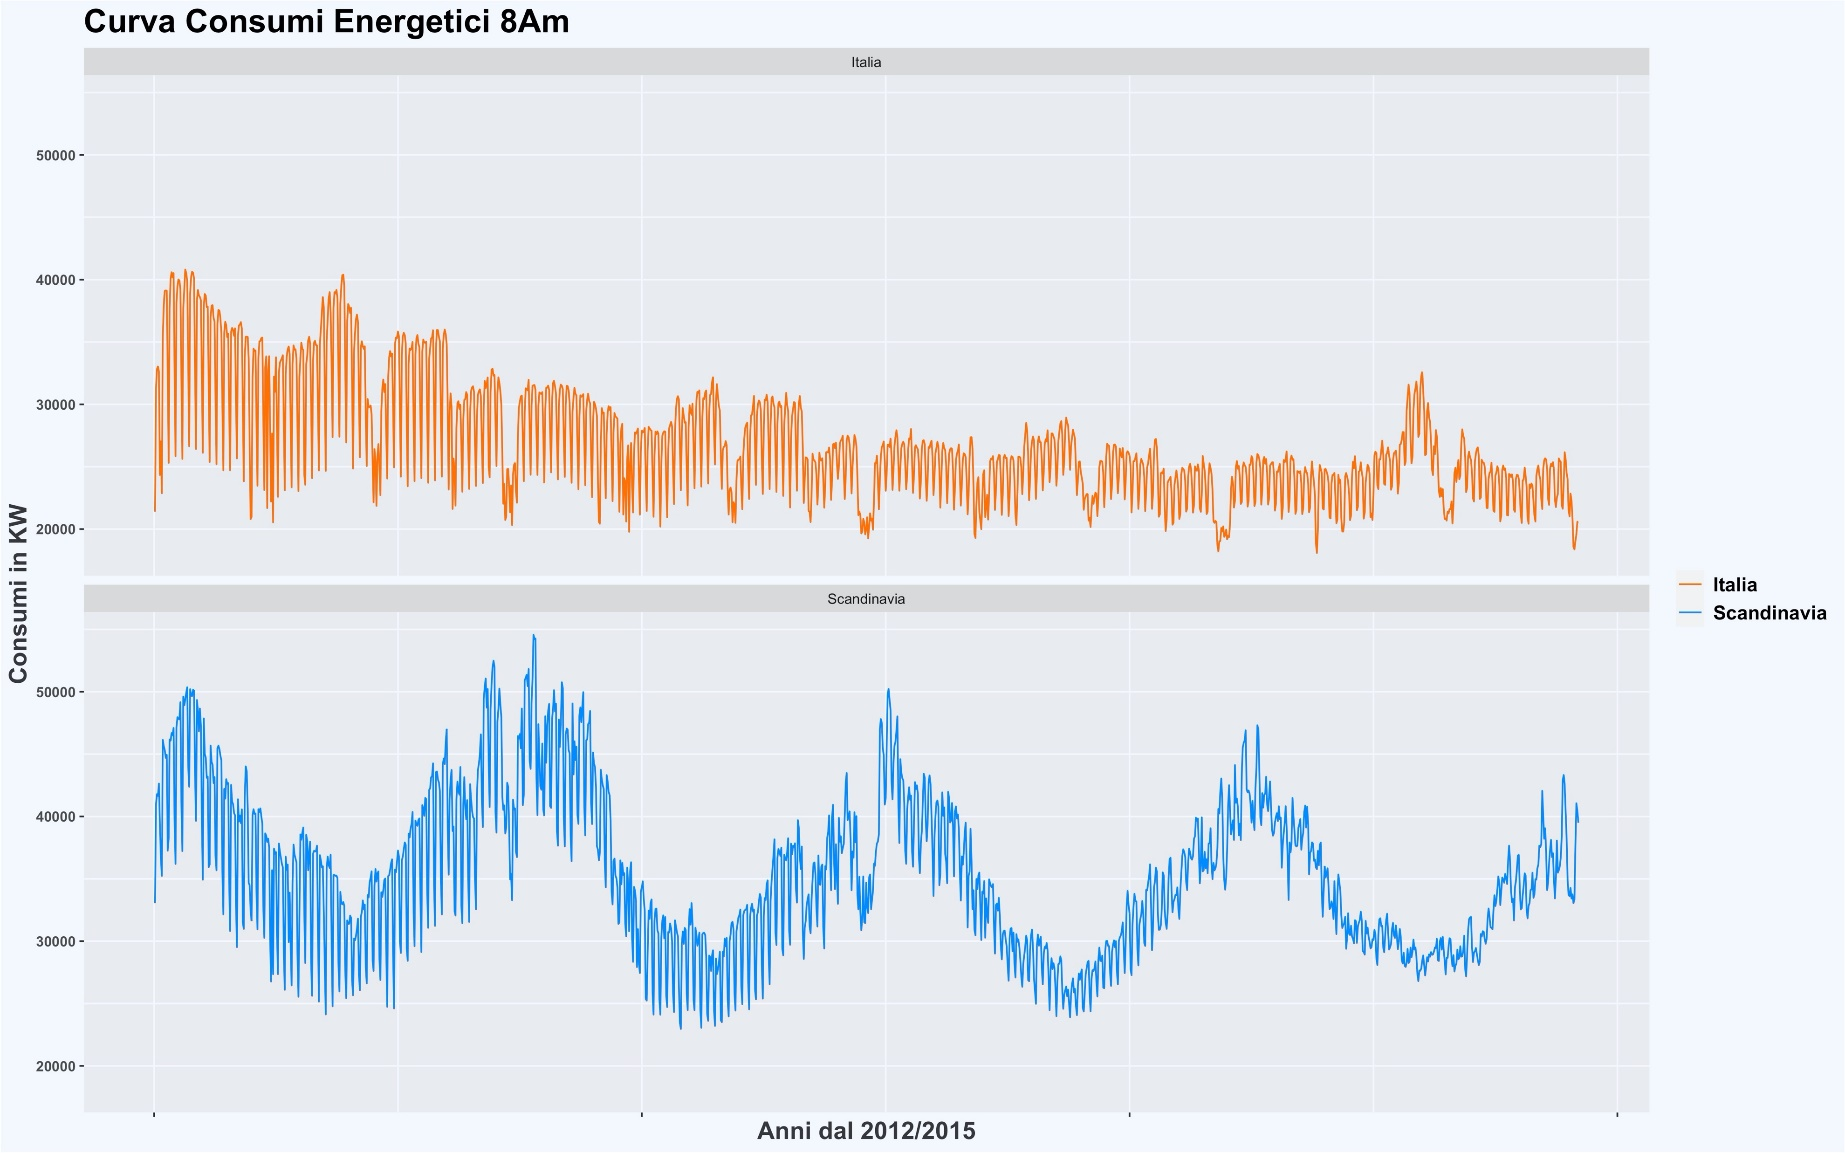 Curva Consumi Energetici 8Am
Italia
50000
40000
30000
20000
Scandinavia
50000
40000
30000
20000
Consumi in KW
Anni dal 2012/2015
Italia
Scandinavia